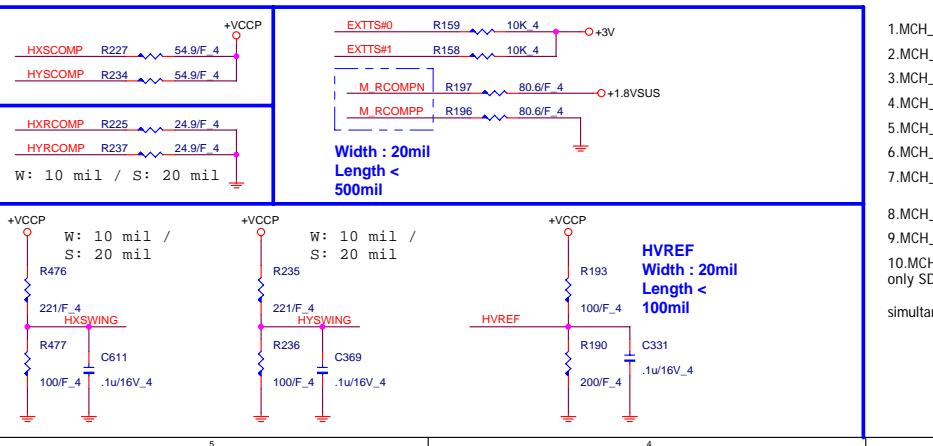 +VCCP
HXSCOMP R227 54.9/F_4
HYSCOMP R234 54.9/F_4
HXRCOMP R225 24.9/F_4
HYRCOMP R237 24.9/F_4
W: 10 mil / S: 20 mil
EXTTS#0 R159 10K_4 +3V
EXTTS#1 R158 10K_4
M_RCOMPN R197 80.6/F_4 +1.8VSUS
M_RCOMPP R196 80.6/F_4
Width : 20mil
Length <
500mil
+VCCP
W: 10 mil /
S: 20 mil
R476
221/F_4
HXSWING
R477
100/F_4
C611
.1u/16V_4
+VCCP
W: 10 mil /
S: 20 mil
R235
221/F_4
HYSWING
R236
100/F_4
C369
.1u/16V_4
+VCCP
HVREF
Width : 20mil
Length <
100mil
R193
100/F_4
HVREF
R190
200/F_4
C331
.1u/16V_4
1.MCH_
2.MCH_
3.MCH_
4.MCH_
5.MCH_
6.MCH_
7.MCH_
8.MCH_
9.MCH_
10.MCH
only SD
simultan
5
4